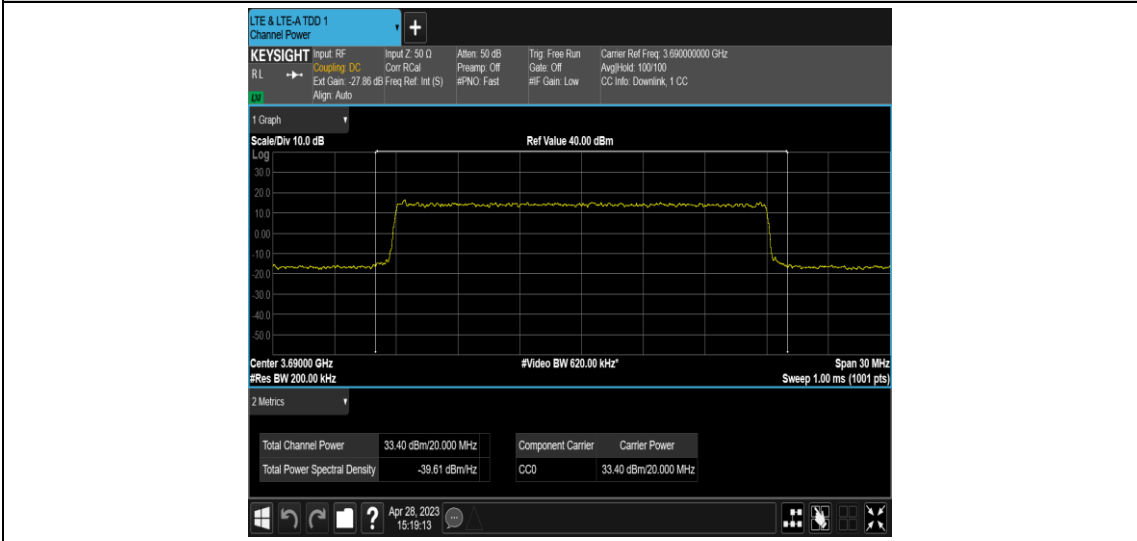 LTE & LTE-A TDD 1
Channel Power
KEYSIGHT Input: RF Input Z: 50 Ω Atten: 50 dB Trig: Free Run Carrier Ref Freq: 3.690000000 GHz
Coupling: DC Corr RCal Preamp: Off Gate: Off Avg|Hold: 100/100
R L Ext Gain: -27.86 dB Freq Ref: Int (S) #PNO: Fast #IF Gain: Low CC Info: Downlink, 1 CC
Align: Auto
1 Graph
Scale/Div 10.0 dB Ref Value 40.00 dBm
Log
30.0
20.0
10.0
0.00
-10.0
-20.0
-30.0
-40.0
-50.0
Center 3.69000 GHz #Video BW 620.00 kHz* Span 30 MHz
#Res BW 200.00 kHz Sweep 1.00 ms (1001 pts)
2 Metrics
Total Channel Power 33.40 dBm/20.000 MHz Component Carrier Carrier Power
Total Power Spectral Density -39.61 dBm/Hz CC0 33.40 dBm/20.000 MHz
? Apr 28, 2023
15:19:13